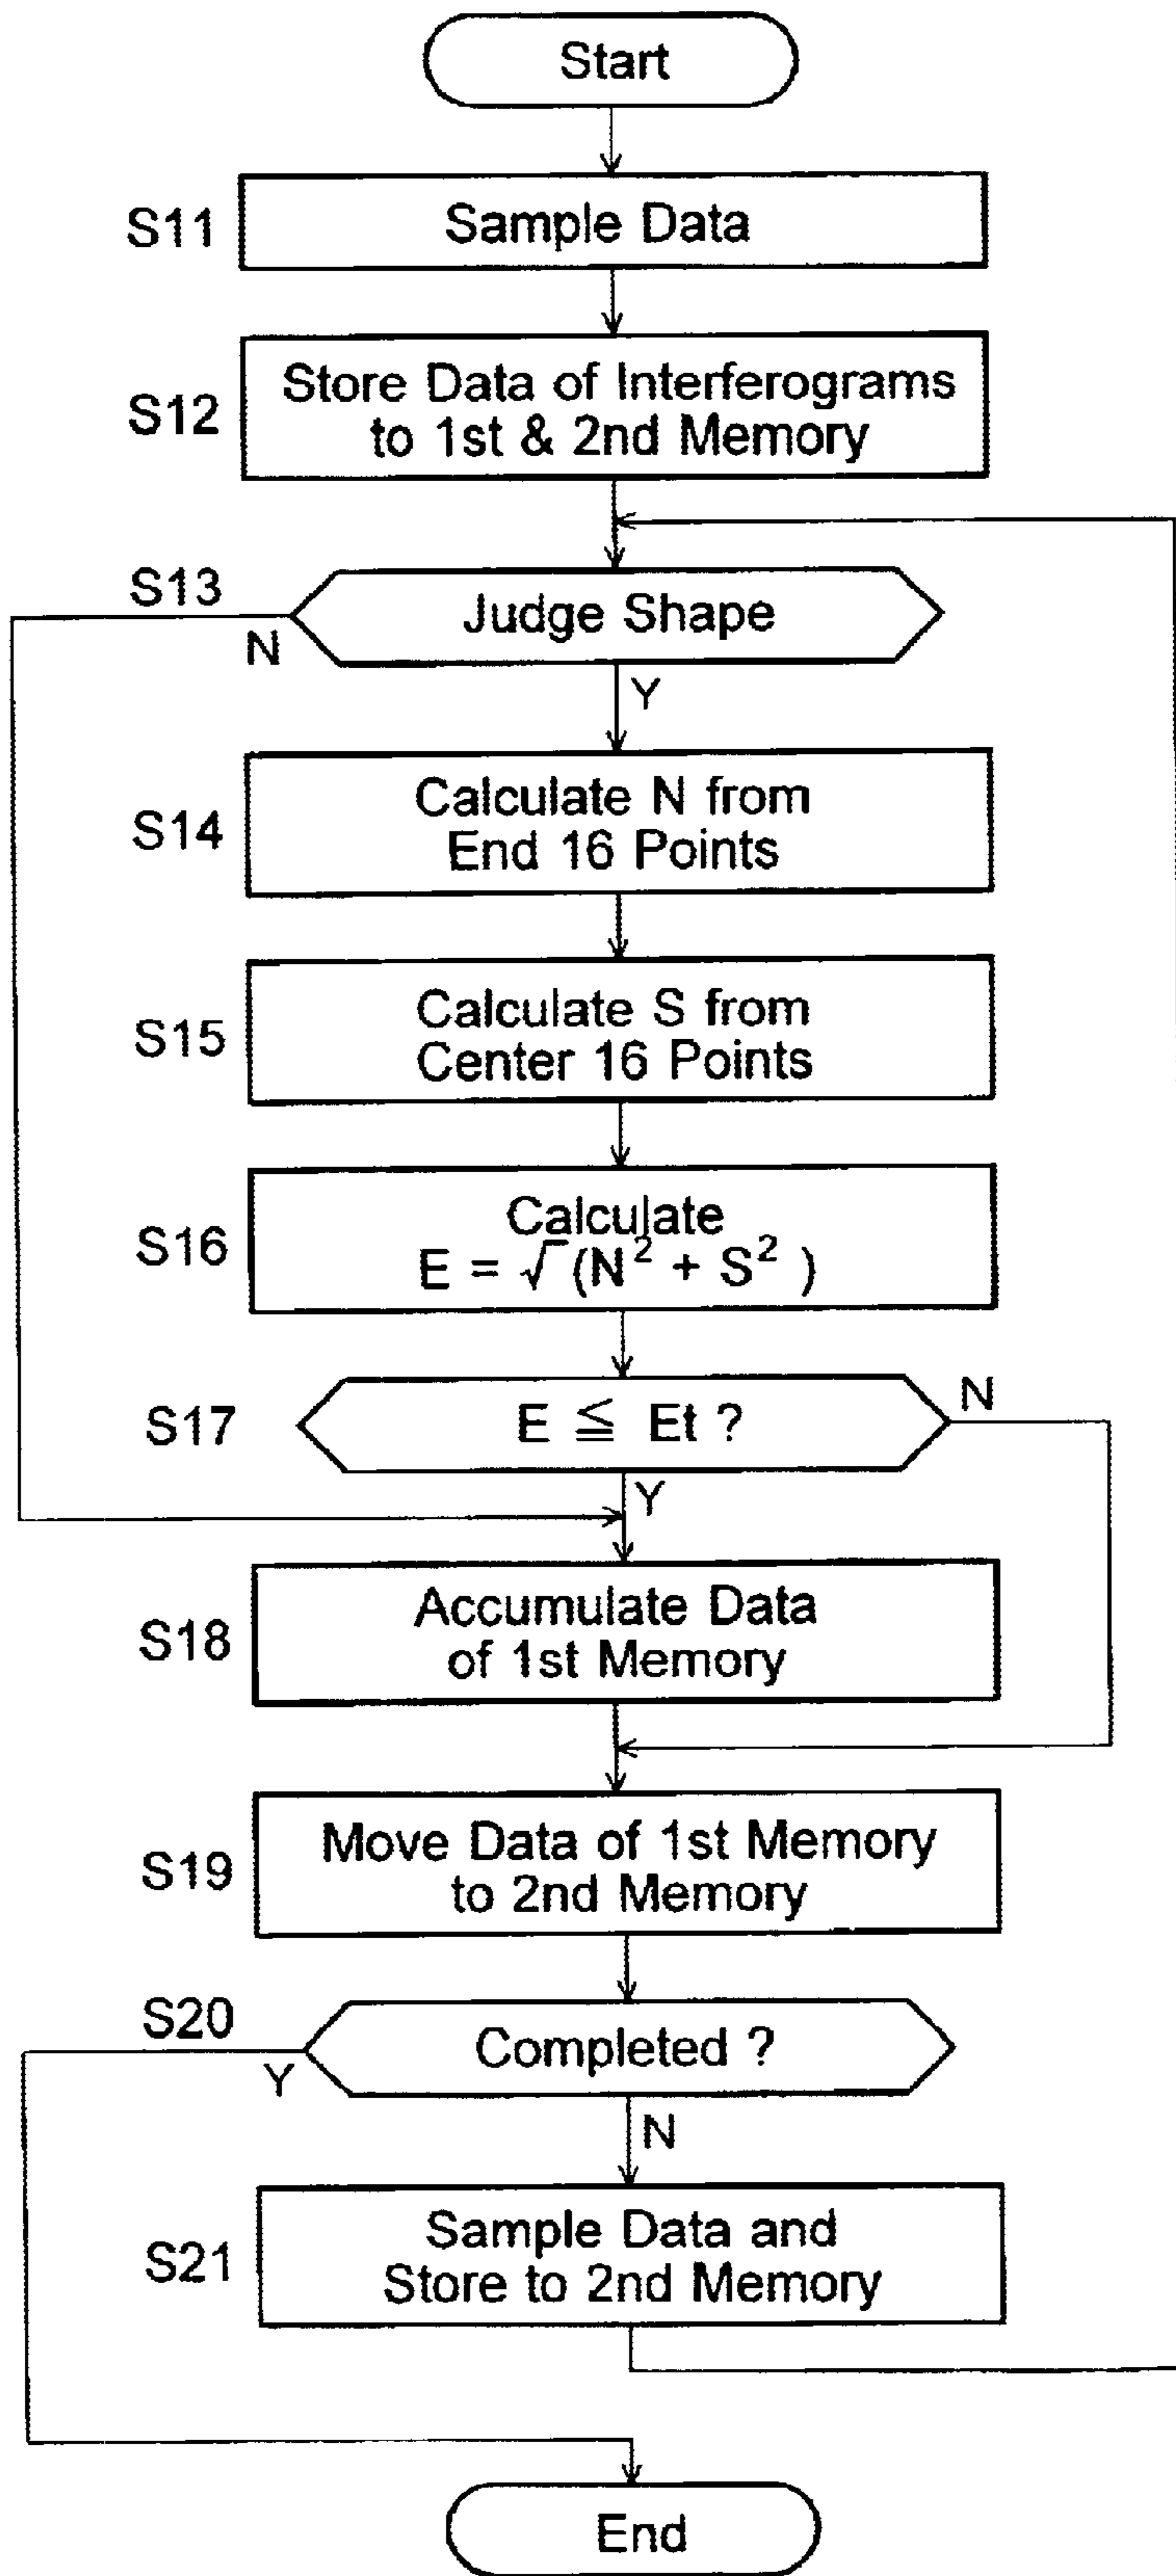 Start
S11
Sample Data
S12
Store Data of Interferograms
to 1st & 2nd Memory
S13
Judge Shape
N
Y
S14
Calculate N from
End 16 Points
S15
Calculate S from
Center 16 Points
S16
Calculate
E = √(N² + S² )
S17
E ≦ Et ?
N
Y
S18
Accumulate Data
of 1st Memory
S19
Move Data of 1st Memory
to 2nd Memory
S20
Completed ?
Y
N
S21
Sample Data and
Store to 2nd Memory
End